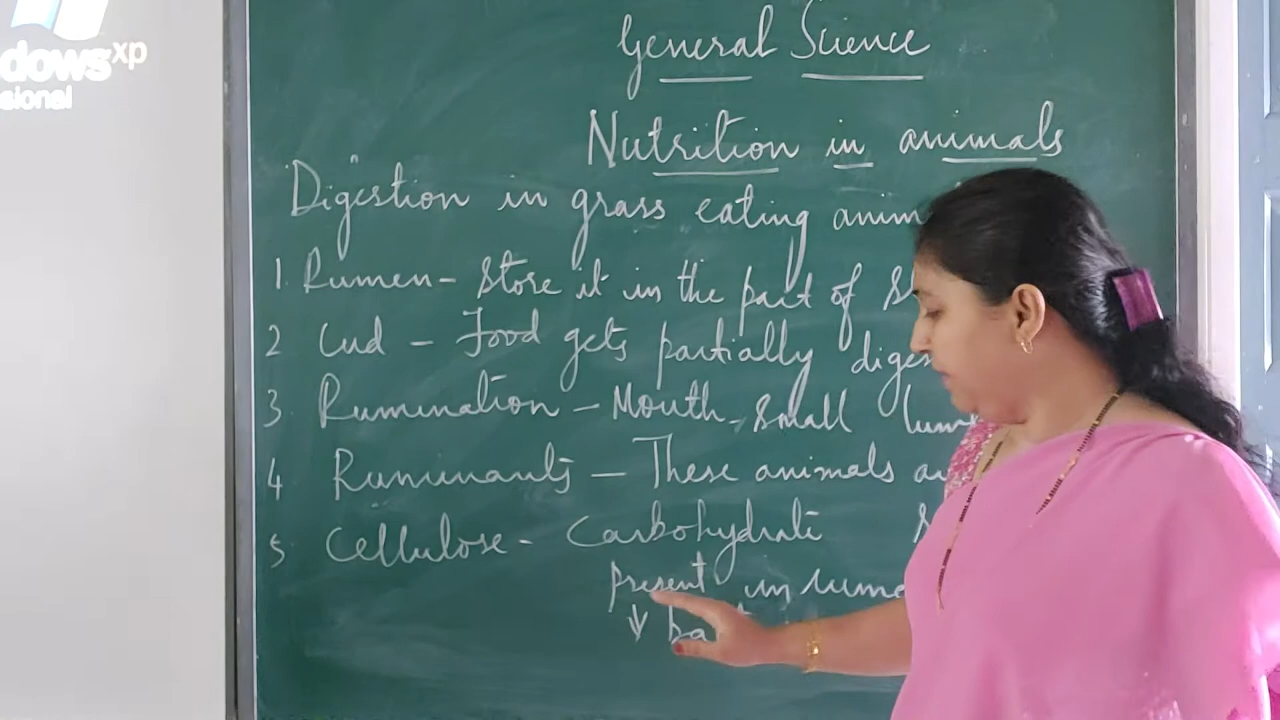 dows xp
sional
General Science
Nutrition in animals
Digestion in grass eating anim
1. Rumen - Store it in the part of S
2 Cud - Food gets partially diges
3. Rumination - Mouth - small lum
4 Ruminants - These animals a
5 Cellulose - Carbohydrate S
present in rume
↓ ba